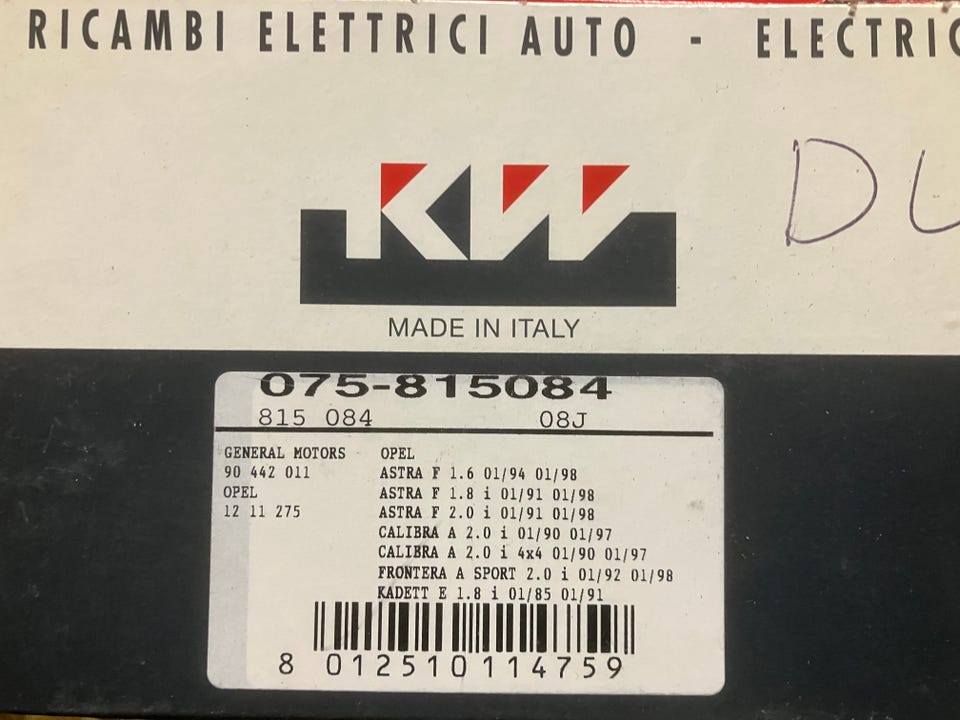 RICAMBI ELETTRICI AUTO - ELECTRIC
KW
DU
MADE IN ITALY
075-815084
815 084 08J
GENERAL MOTORS OPEL
90 442 011 ASTRA F 1.6 01/94 01/98
OPEL ASTRA F 1.8 i 01/91 01/98
12 11 275 ASTRA F 2.0 i 01/91 01/98
CALIBRA A 2.0 i 01/90 01/97
CALIBRA A 2.0 i 4x4 01/90 01/97
FRONTERA A SPORT 2.0 i 01/92 01/98
KADETT E 1.8 i 01/85 01/91
8 012510 114759